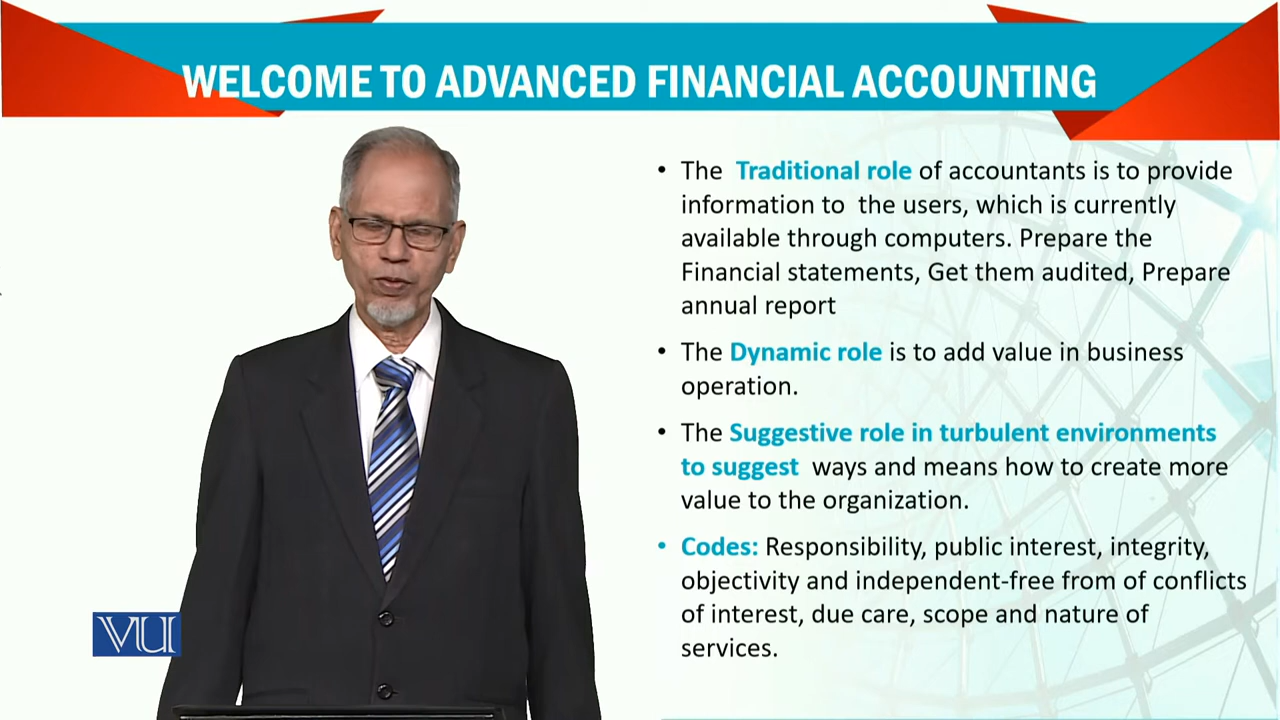 WELCOME TO ADVANCED FINANCIAL ACCOUNTING
• The Traditional role of accountants is to provide
information to the users, which is currently
available through computers. Prepare the
Financial statements, Get them audited, Prepare
annual report
• The Dynamic role is to add value in business
operation.
• The Suggestive role in turbulent environments
to suggest ways and means how to create more
value to the organization.
• Codes: Responsibility, public interest, integrity,
objectivity and independent-free from of conflicts
of interest, due care, scope and nature of
services.
VU